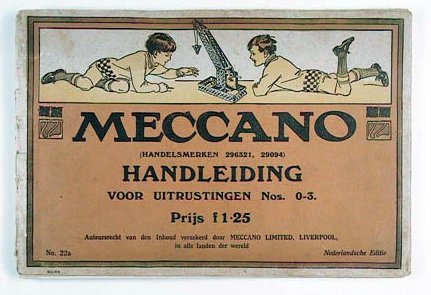 MECCANO
(HANDELSMERKEN 296321, 29694)
HANDLEIDING
VOOR UITRUSTINGEN Nos. 0-3.
Prijs f 1·25
Auteursrecht van den Inhoud verzekerd door MECCANO LIMITED, LIVERPOOL,
in alle landen der wereld
No. 22a
Nederlandsche Editie